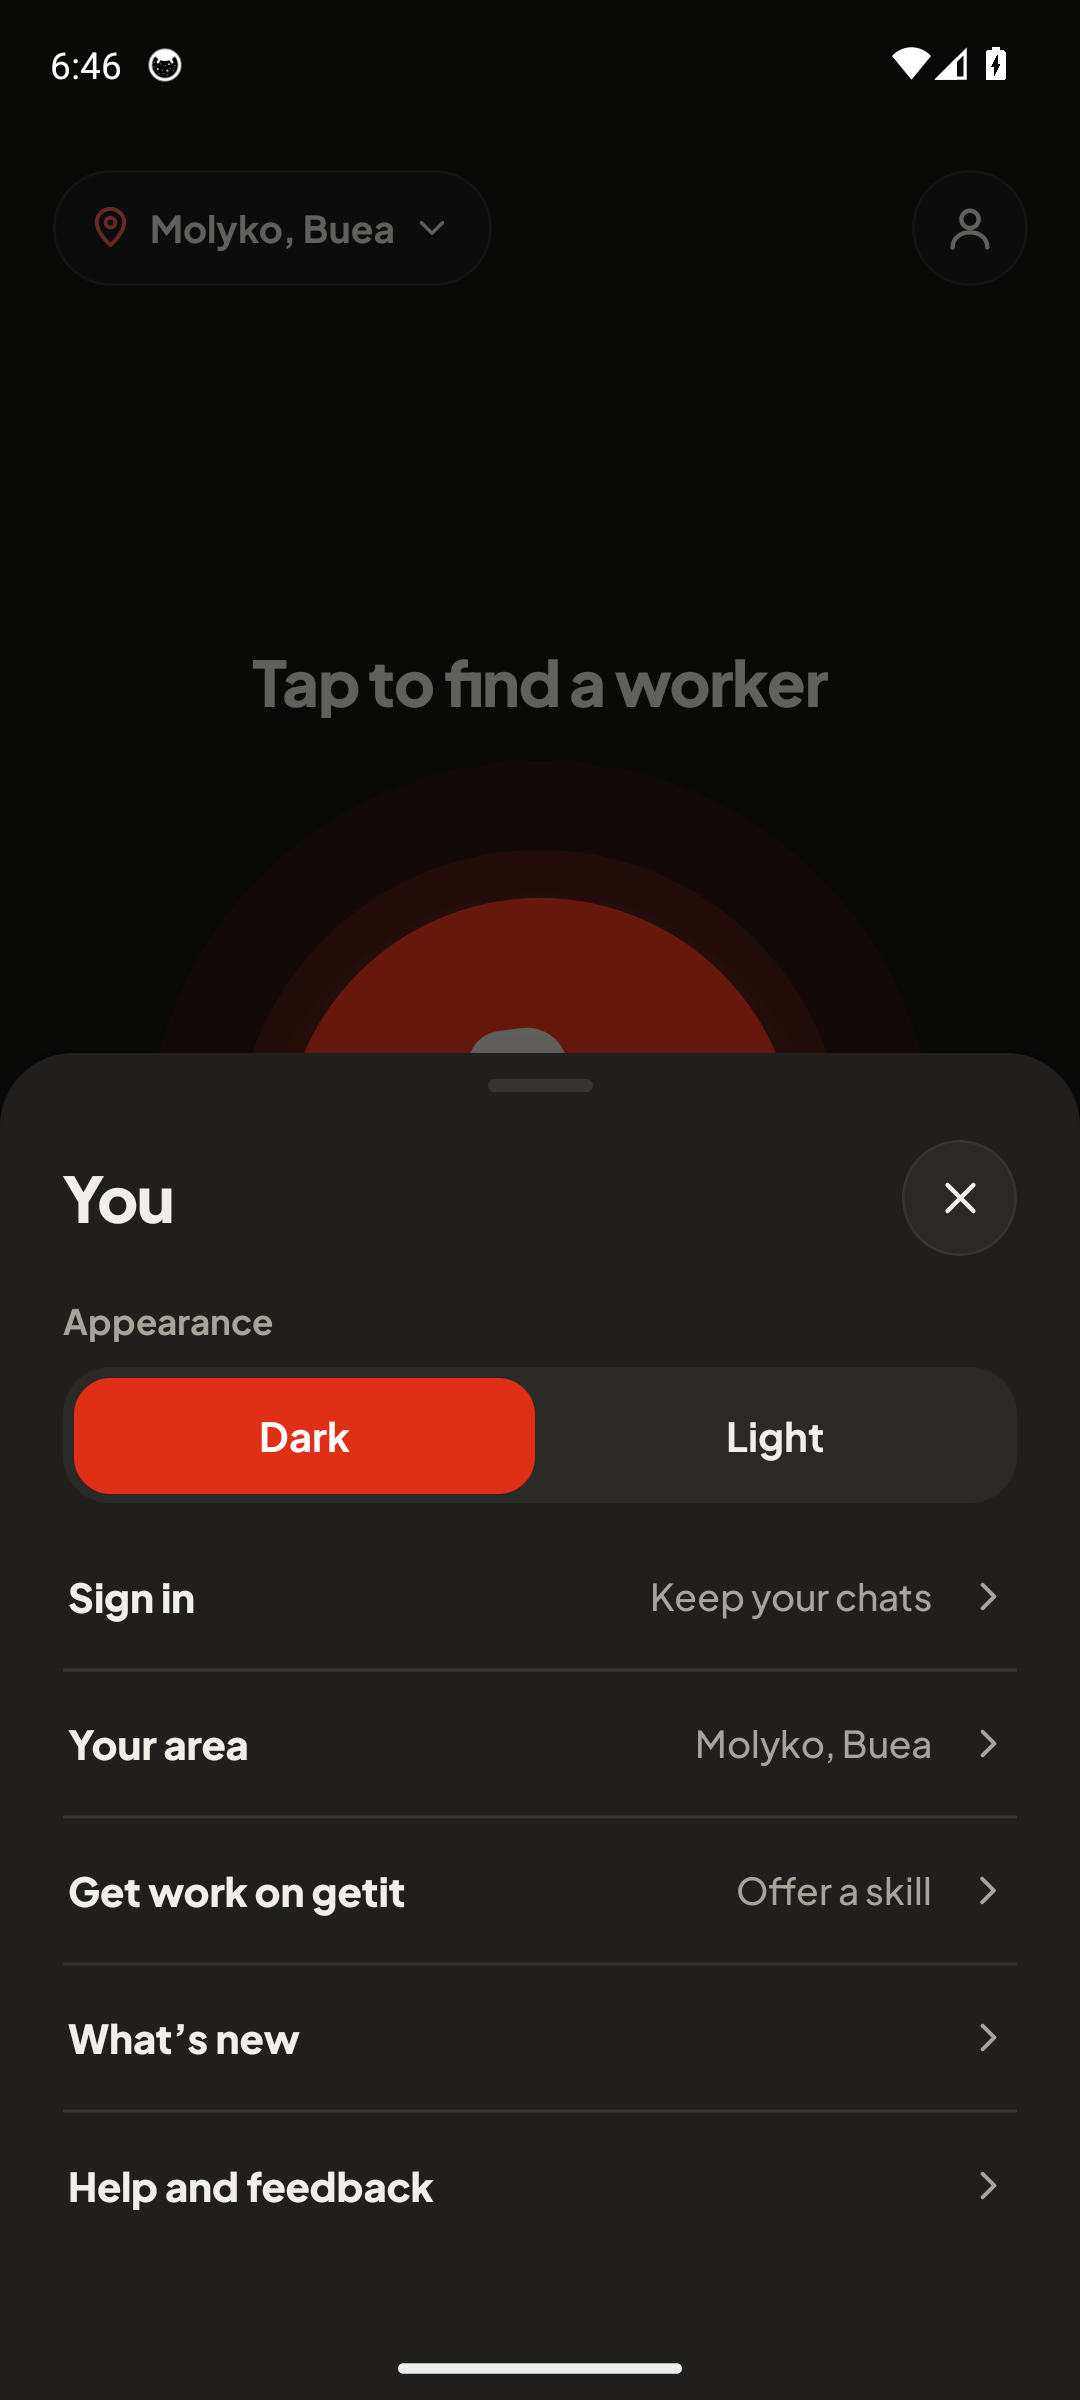 6:46
Molyko, Buea
Tap to find a worker
You
Appearance
Dark
Light
Sign in
Keep your chats
Your area
Molyko, Buea
Get work on getit
Offer a skill
What’s new
Help and feedback